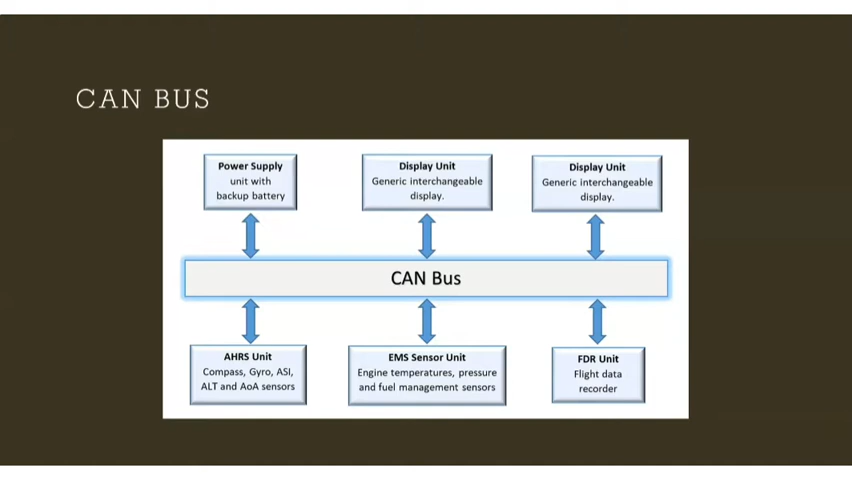 CAN BUS
Power Supply
unit with
backup battery
Display Unit
Generic interchangeable
display.
Display Unit
Generic interchangeable
display.
CAN Bus
AHRS Unit
Compass, Gyro, ASI,
ALT and AoA sensors
EMS Sensor Unit
Engine temperatures, pressure
and fuel management sensors
FDR Unit
Flight data
recorder